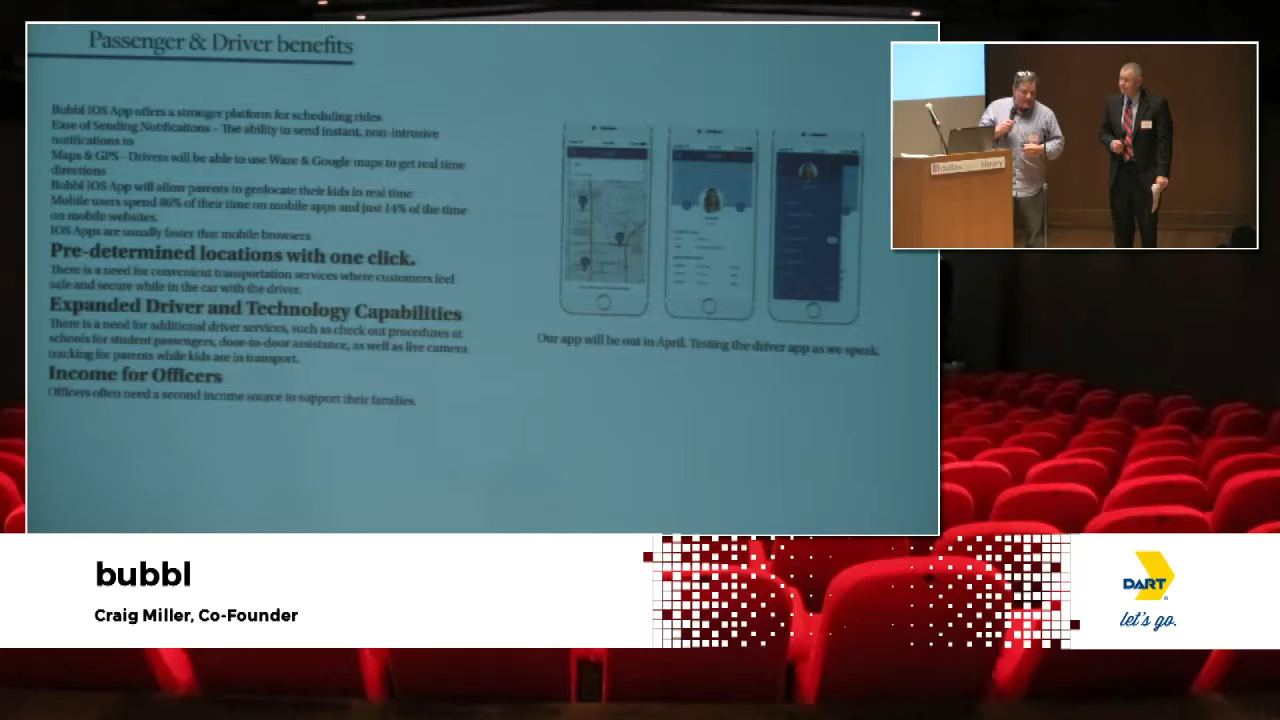 Passenger & Driver benefits
Bubbl iOS App offers a stronger platform for scheduling rides
Ease of Sending Notifications - The ability to send instant, non-intrusive
notifications to
Maps & GPS - Drivers will be able to use Waze & Google maps to get real time
directions
Bubbl iOS App will allow parents to geolocate their kids in real time
Mobile users spend 86% of their time on mobile apps and just 14% of the time
on mobile websites.
IOS Apps are usually faster that mobile browsers
Pre-determined locations with one click.
There is a need for convenient transportation services where customers feel
safe and secure while in the car with the driver.
Expanded Driver and Technology Capabilities
There is a need for additional driver services, such as check out procedures at
schools for student passengers, door-to-door assistance, as well as live camera
tracking for parents while kids are in transport.
Income for Officers
Officers often need a second income source to support their families.
Our app will be out in April. Testing the driver app as we speak.
dallas library
bubbl
Craig Miller, Co-Founder
DART
let's go.